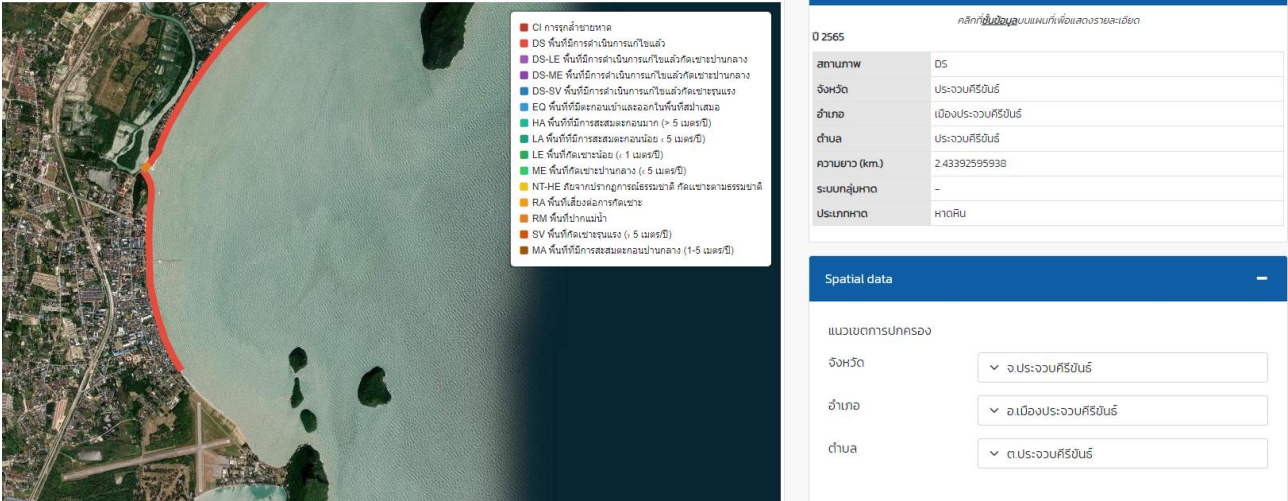 CI การรุกล้ำชายหาด
DS พื้นที่มีการดำเนินการแก้ไขแล้ว
DS-LE พื้นที่มีการดำเนินการแก้ไขแล้วกัดเซาะปานกลาง
DS-ME พื้นที่มีการดำเนินการแก้ไขแล้วกัดเซาะปานกลาง
DS-SV พื้นที่มีการดำเนินการแก้ไขแล้วกัดเซาะรุนแรง
EQ พื้นที่ที่มีตะกอนเข้าและออกในพื้นที่สม่ำเสมอ
HA พื้นที่ที่มีการสะสมตะกอนมาก (> 5 เมตร/ปี)
LA พื้นที่ที่มีการสะสมตะกอนน้อย < 5 เมตร/ปี)
LE พื้นที่กัดเซาะน้อย (< 1 เมตร/ปี)
ME พื้นที่กัดเซาะปานกลาง (< 5 เมตร/ปี)
NT-HE ภัยจากปรากฏการณ์ธรรมชาติ กัดเซาะตามธรรมชาติ
RA พื้นที่เสี่ยงต่อการกัดเซาะ
RM พื้นที่ปากแม่น้ำ
SV พื้นที่กัดเซาะรุนแรง (> 5 เมตร/ปี)
MA พื้นที่ที่มีการสะสมตะกอนปานกลาง (1-5 เมตร/ปี)
คลิกที่ชั้นข้อมูลบนแผนที่เพื่อแสดงรายละเอียด
ปี 2565
สถานภาพ DS
จังหวัด ประจวบคีรีขันธ์
อำเภอ เมืองประจวบคีรีขันธ์
ตำบล ประจวบคีรีขันธ์
ความยาว (km.) 2.43392595938
ระบบกลุ่มหาด -
ประเภทหาด หาดหิน
Spatial data
แนวเขตการปกครอง
จังหวัด จ.ประจวบคีรีขันธ์
อำเภอ อ.เมืองประจวบคีรีขันธ์
ตำบล ต.ประจวบคีรีขันธ์